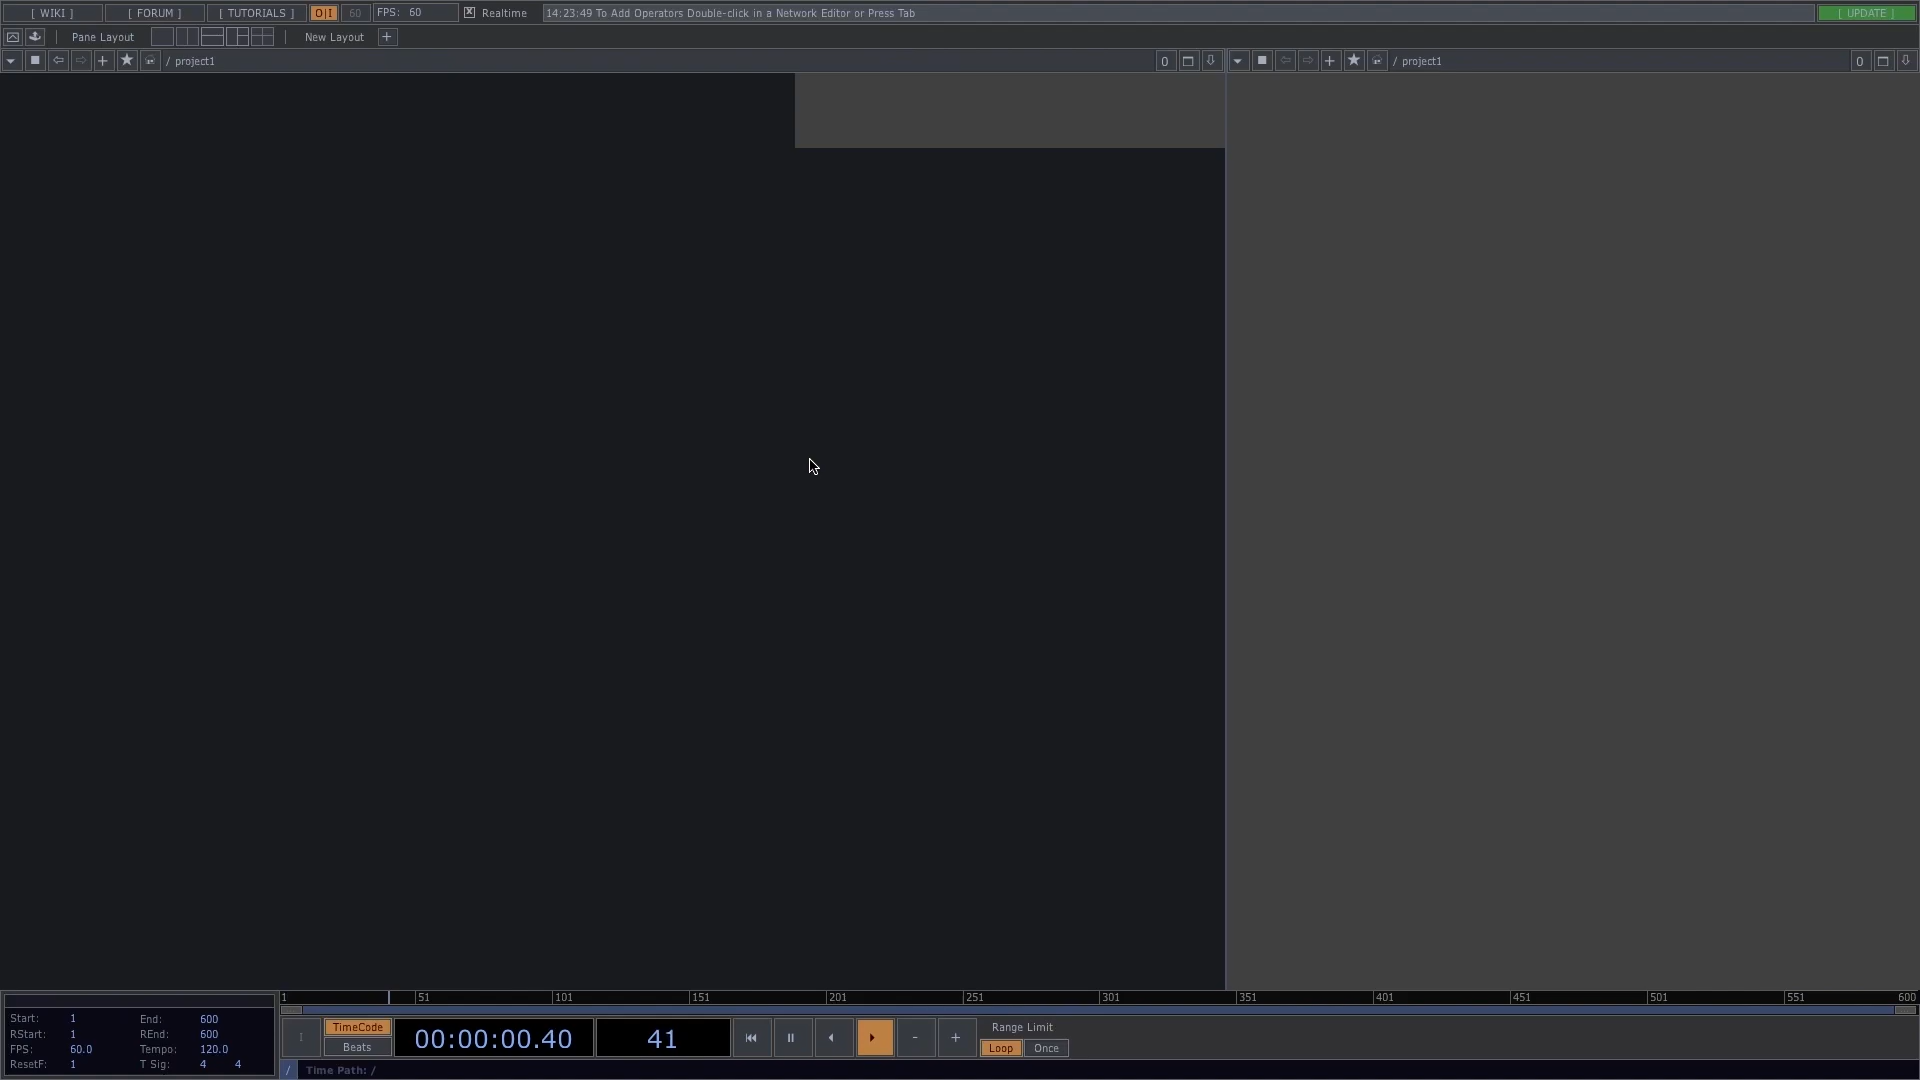 [ WIKI ] [ FORUM ] [ TUTORIALS ] O|I 60 FPS: 60 Realtime 14:23:49 To Add Operators Double-click in a Network Editor or Press Tab [ UPDATE ]
Pane Layout New Layout +
/ project1 0 / project1 0
1 51 101 151 201 251 301 351 401 451 501 551 600
Start: 1 End: 600
RStart: 1 REnd: 600
FPS: 60.0 Tempo: 120.0
ResetF: 1 T Sig: 4 4
TimeCode
Beats
00:00:00.40 41 - +
Range Limit
Loop Once
/ Time Path: /